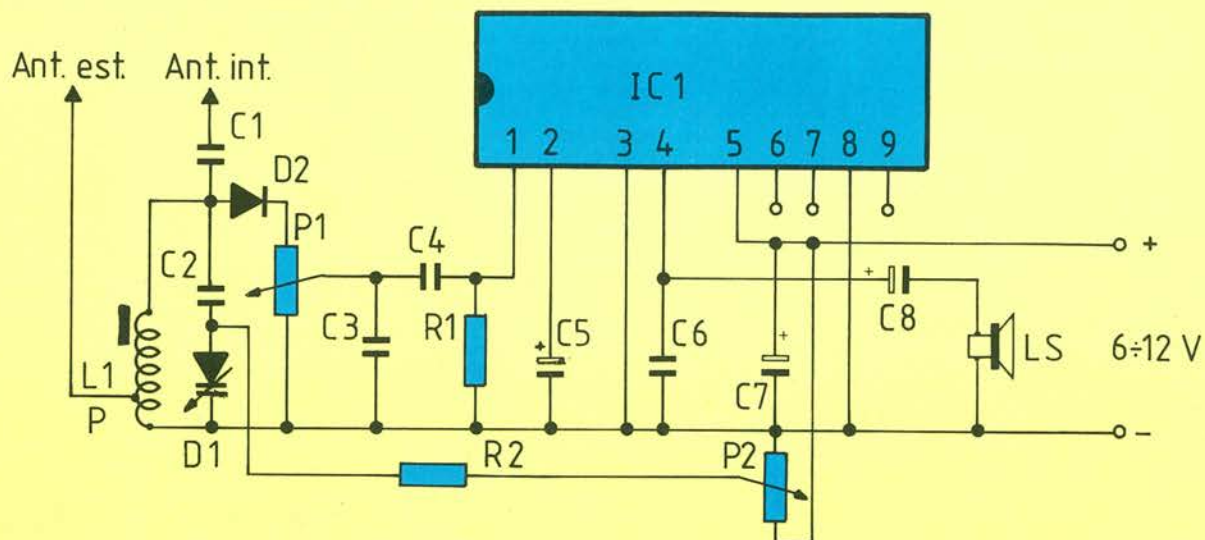 Ant. est. Ant. int.
IC1
C1
1 2 3 4 5 6 7 8 9
D2
P1
C4
+
C2
+
C8
C3
R1
+ C5
C6
+
C7
LS
6÷12 V
L1
P
D1
R2
P2
-